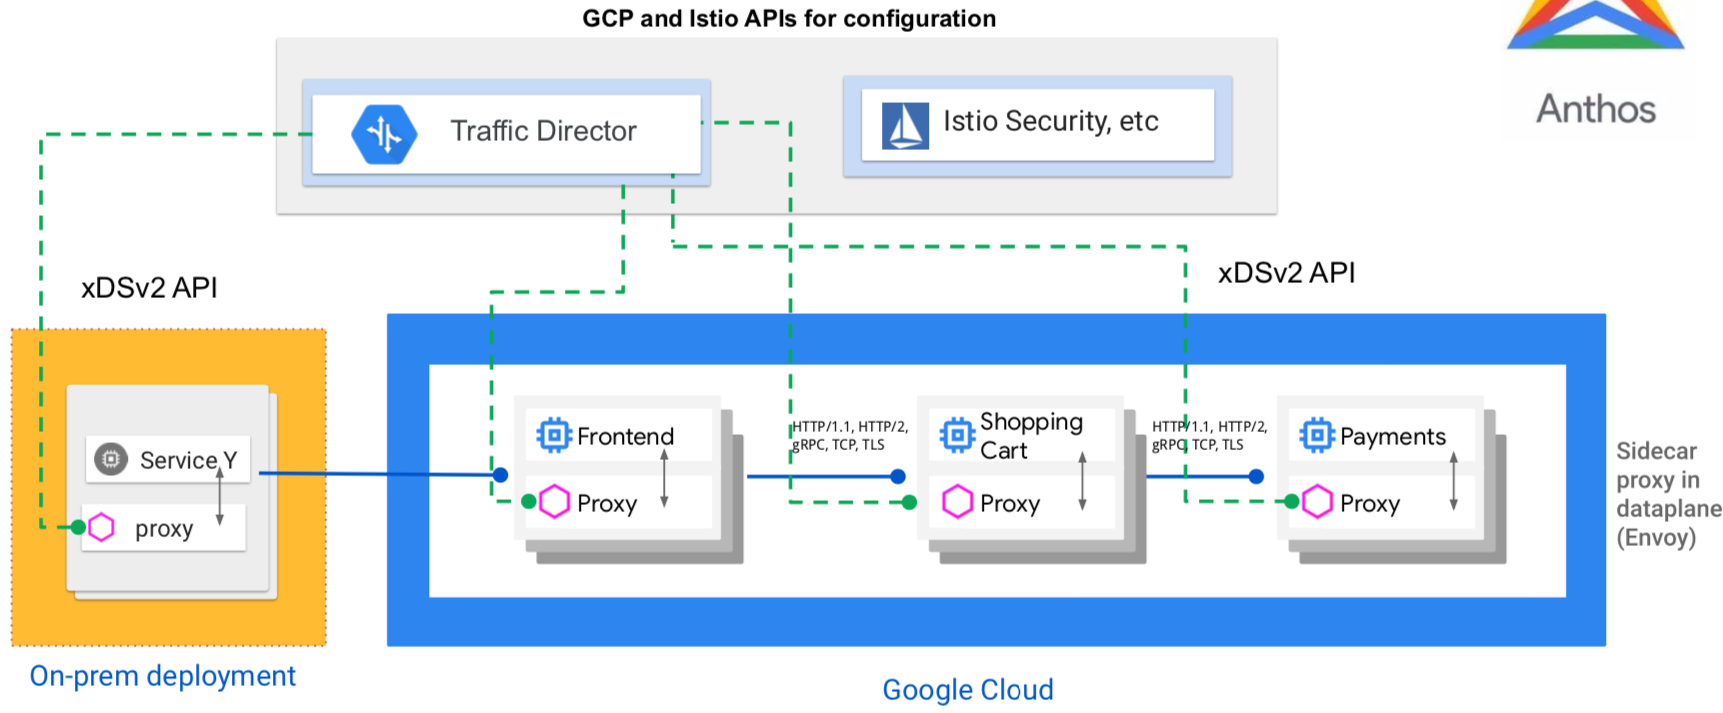 GCP and Istio APIs for configuration
Anthos
Traffic Director
Istio Security, etc
xDSv2 API
xDSv2 API
Service Y
proxy
Frontend
Proxy
HTTP/1.1, HTTP/2,
gRPC, TCP, TLS
Shopping
Cart
Proxy
HTTP/1.1, HTTP/2,
gRPC, TCP, TLS
Payments
Proxy
Sidecar
proxy in
dataplane
(Envoy)
On-prem deployment
Google Cloud